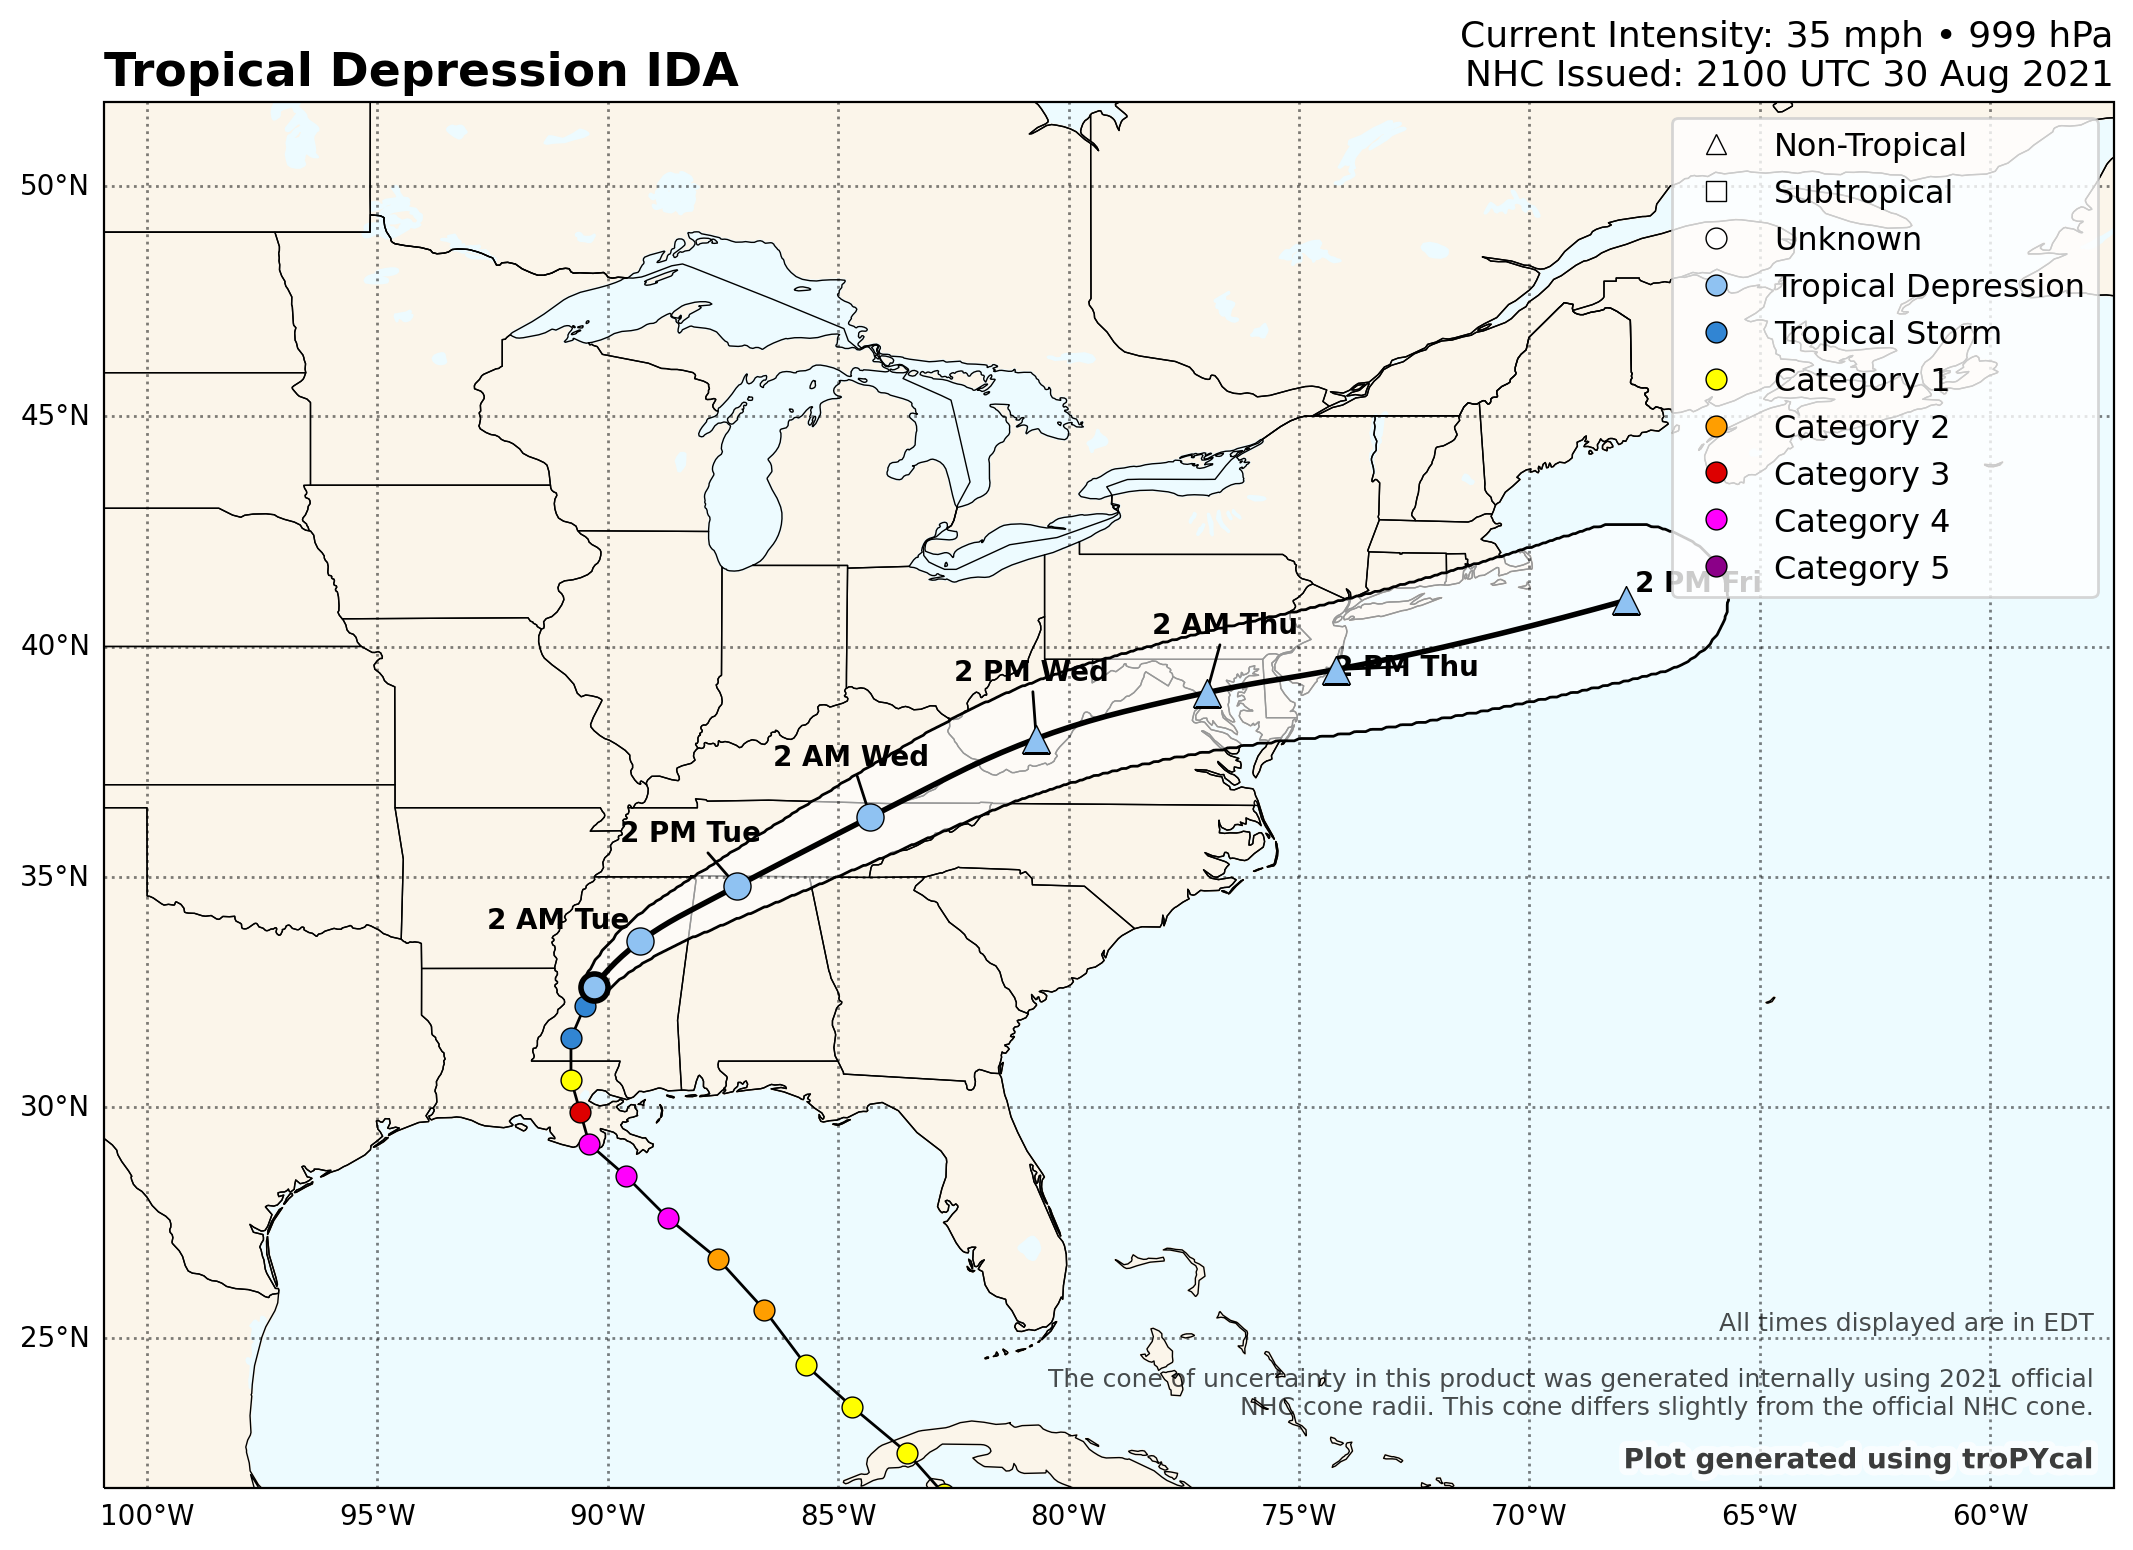 Current Intensity: 35 mph • 999 hPa
Tropical Depression IDA
NHC Issued: 2100 UTC 30 Aug 2021
Non-Tropical
Subtropical
Unknown
Tropical Depression
Tropical Storm
Category 1
Category 2
Category 3
Category 4
Category 5
50°N
45°N
40°N
35°N
30°N
25°N
2 PM Fri
2 AM Thu
2 PM Thu
2 PM Wed
2 AM Wed
2 PM Tue
2 AM Tue
All times displayed are in EDT
The cone of uncertainty in this product was generated internally using 2021 official
NHC cone radii. This cone differs slightly from the official NHC cone.
Plot generated using troPYcal
100°W
95°W
90°W
85°W
80°W
75°W
70°W
65°W
60°W